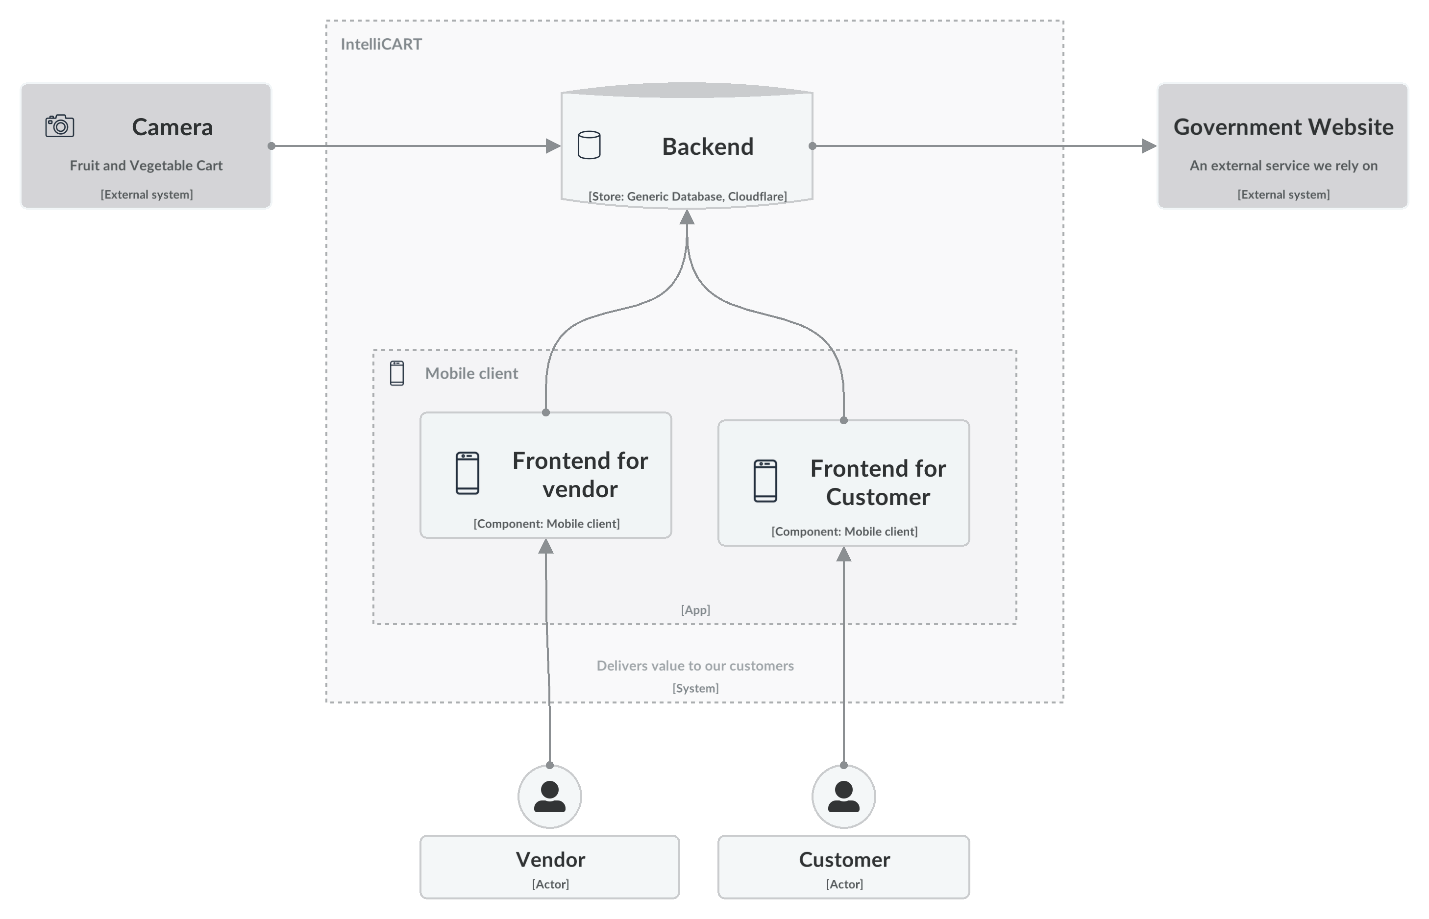 IntelliCART
Camera
Fruit and Vegetable Cart
[External system]
Backend
[Store: Generic Database, Cloudflare]
Government Website
An external service we rely on
[External system]
Mobile client
Frontend for
vendor
[Component: Mobile client]
Frontend for
Customer
[Component: Mobile client]
[App]
Delivers value to our customers
[System]
Vendor
[Actor]
Customer
[Actor]